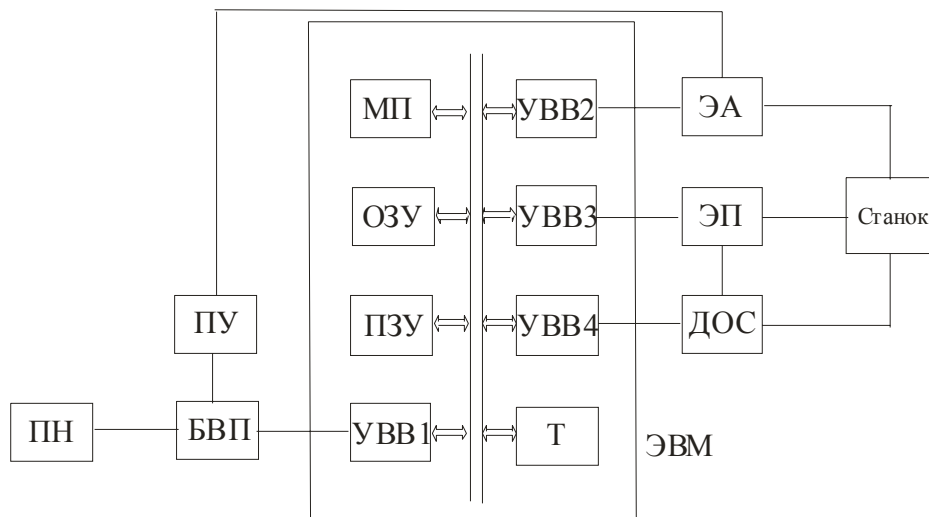 МП
УВВ2
ЭА
ОЗУ
УВВ3
ЭП
Станок
ПУ
ПЗУ
УВВ4
ДОС
ПН
БВП
УВВ1
Т
ЭВМ